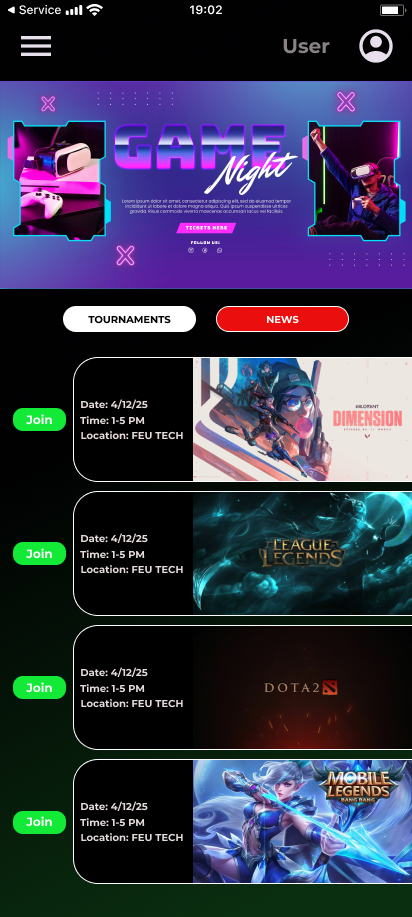 Service
19:02
User
GAME
Night
Lorem ipsum dolor sit amet, consectetur adipiscing elit, sed do eiusmod tempor
incididunt ut labore et dolore magna aliqua. Quis ipsum suspendisse ultrices
gravida. Risus commodo viverra maecenas accumsan lacus vel facilisis.
TICKETS HERE
FOLLOW US:
TOURNAMENTS
NEWS
Join
Date: 4/12/25
Time: 1-5 PM
Location: FEU TECH
VALORANT
DIMENSION
Join
Date: 4/12/25
Time: 1-5 PM
Location: FEU TECH
LEAGUE
OF
LEGENDS
Join
Date: 4/12/25
Time: 1-5 PM
Location: FEU TECH
DOTA 2
Join
Date: 4/12/25
Time: 1-5 PM
Location: FEU TECH
MOBILE
LEGENDS
BANG BANG